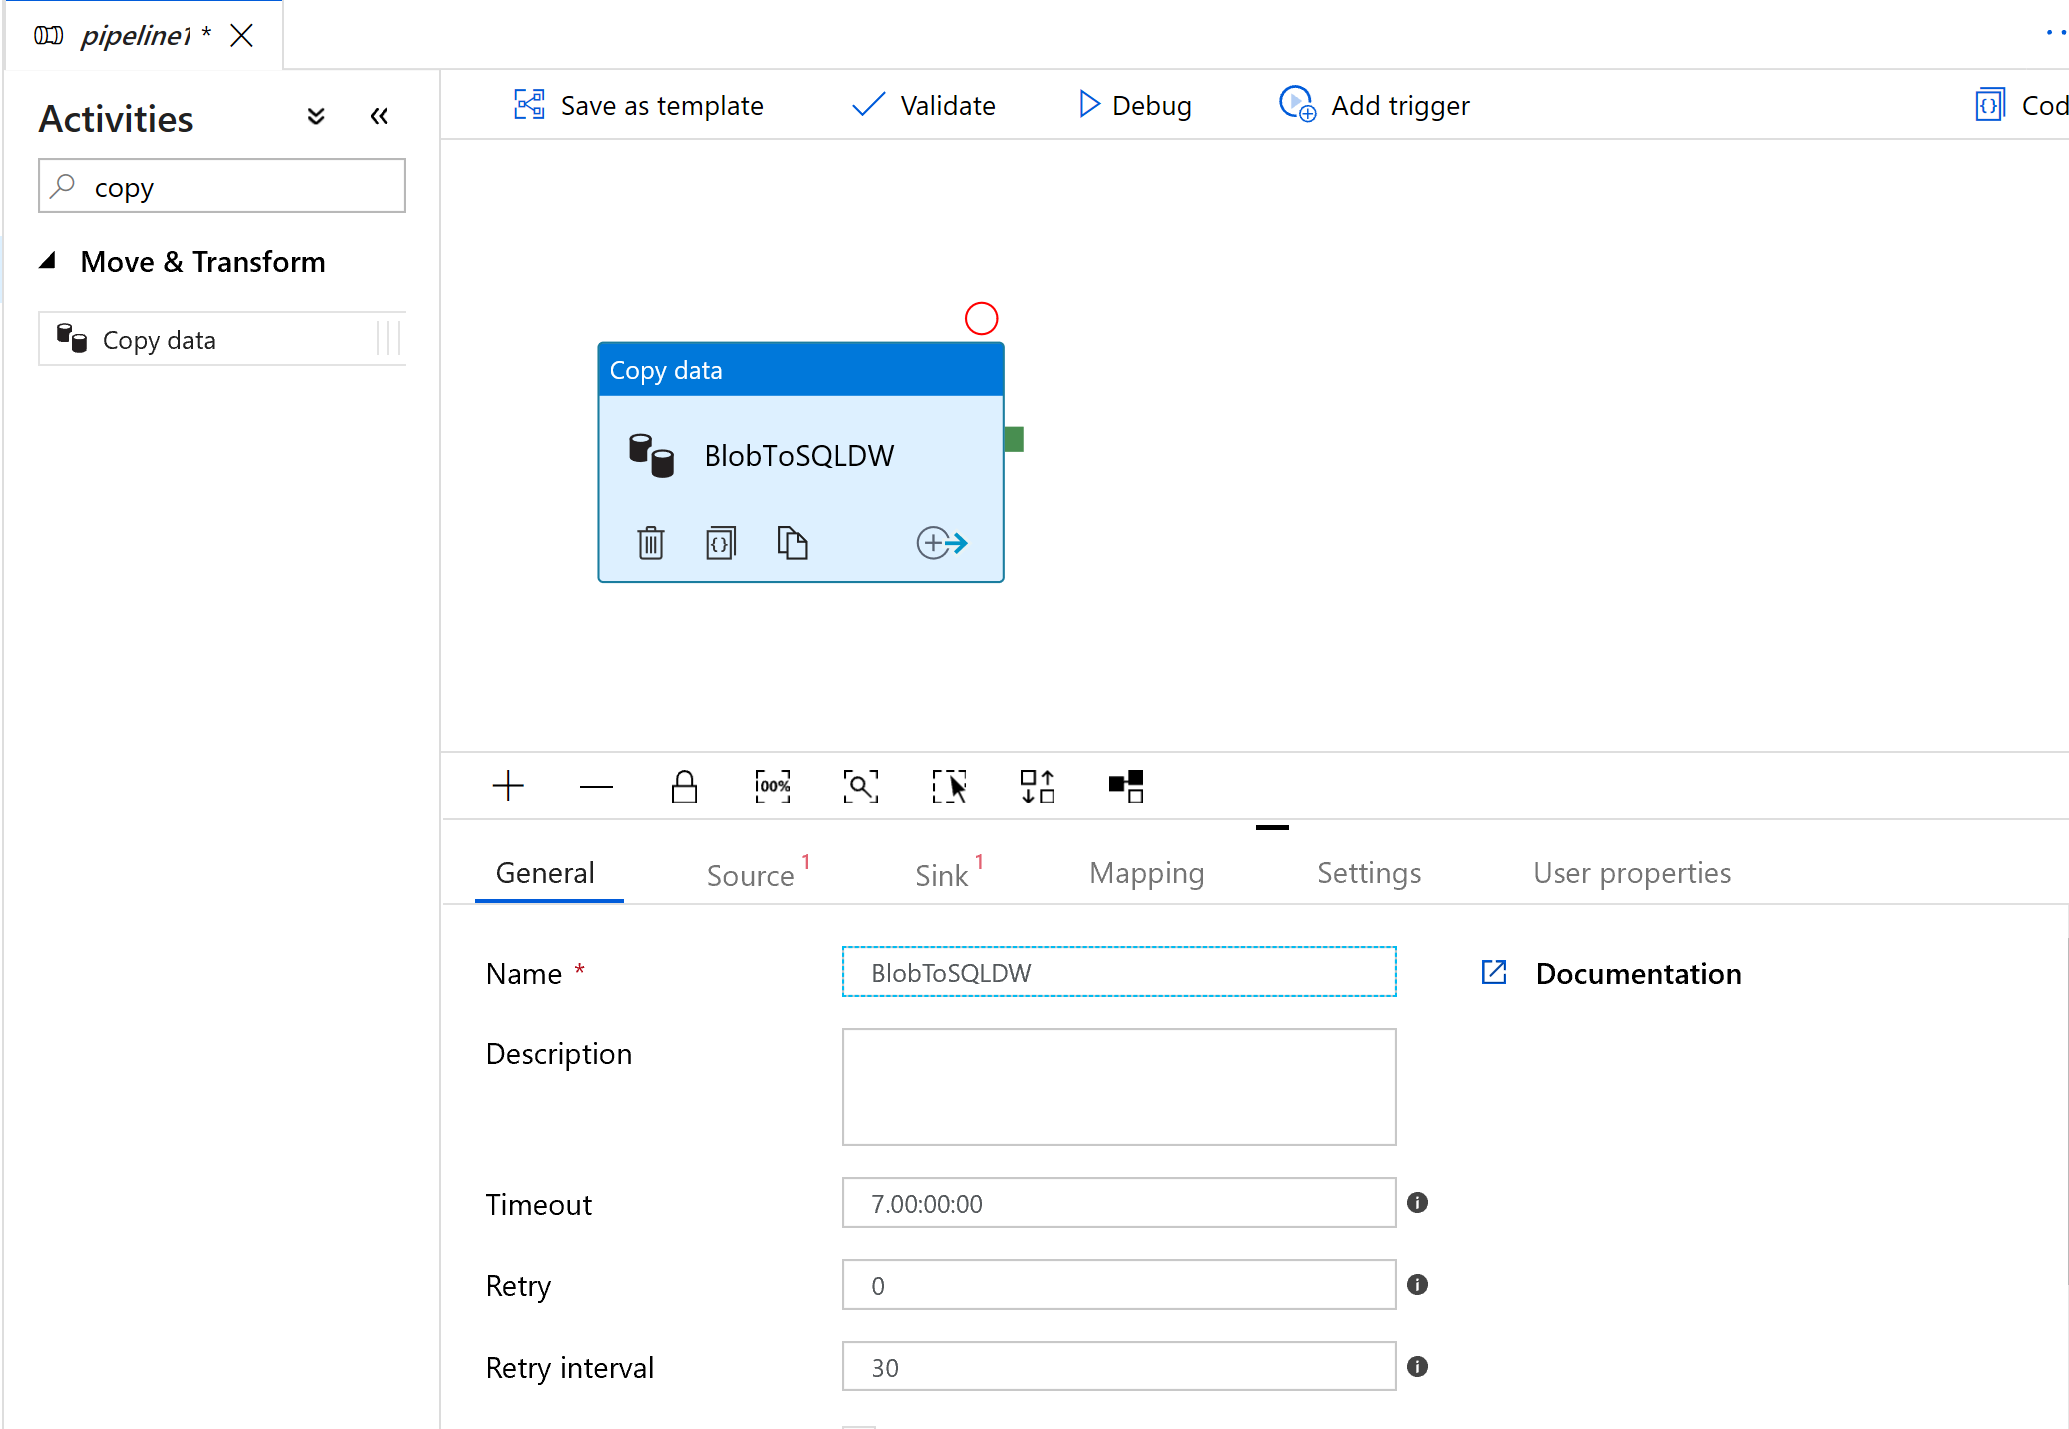 pipeline1 *
Activities
copy
Move & Transform
Copy data
Save as template
Validate
Debug
Add trigger
Cod
Copy data
BlobToSQLDW
00%
General
Source 1
Sink 1
Mapping
Settings
User properties
Name *
BlobToSQLDW
Documentation
Description
Timeout
7.00:00:00
Retry
0
Retry interval
30